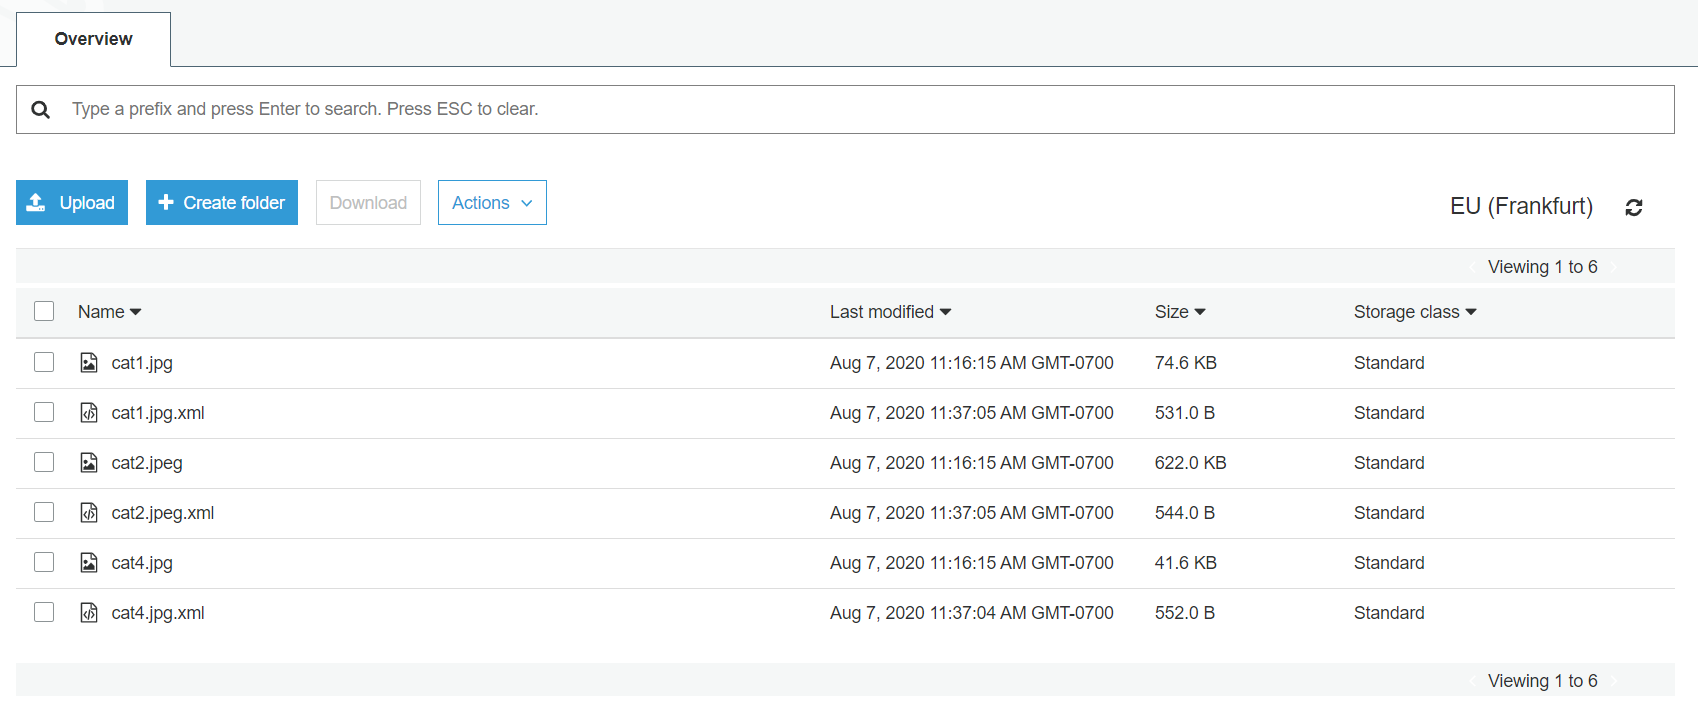 Overview
Type a prefix and press Enter to search. Press ESC to clear.
Upload Create folder Download Actions EU (Frankfurt)
Viewing 1 to 6
Name Last modified Size Storage class
cat1.jpg Aug 7, 2020 11:16:15 AM GMT-0700 74.6 KB Standard
cat1.jpg.xml Aug 7, 2020 11:37:05 AM GMT-0700 531.0 B Standard
cat2.jpeg Aug 7, 2020 11:16:15 AM GMT-0700 622.0 KB Standard
cat2.jpeg.xml Aug 7, 2020 11:37:05 AM GMT-0700 544.0 B Standard
cat4.jpg Aug 7, 2020 11:16:15 AM GMT-0700 41.6 KB Standard
cat4.jpg.xml Aug 7, 2020 11:37:04 AM GMT-0700 552.0 B Standard
Viewing 1 to 6